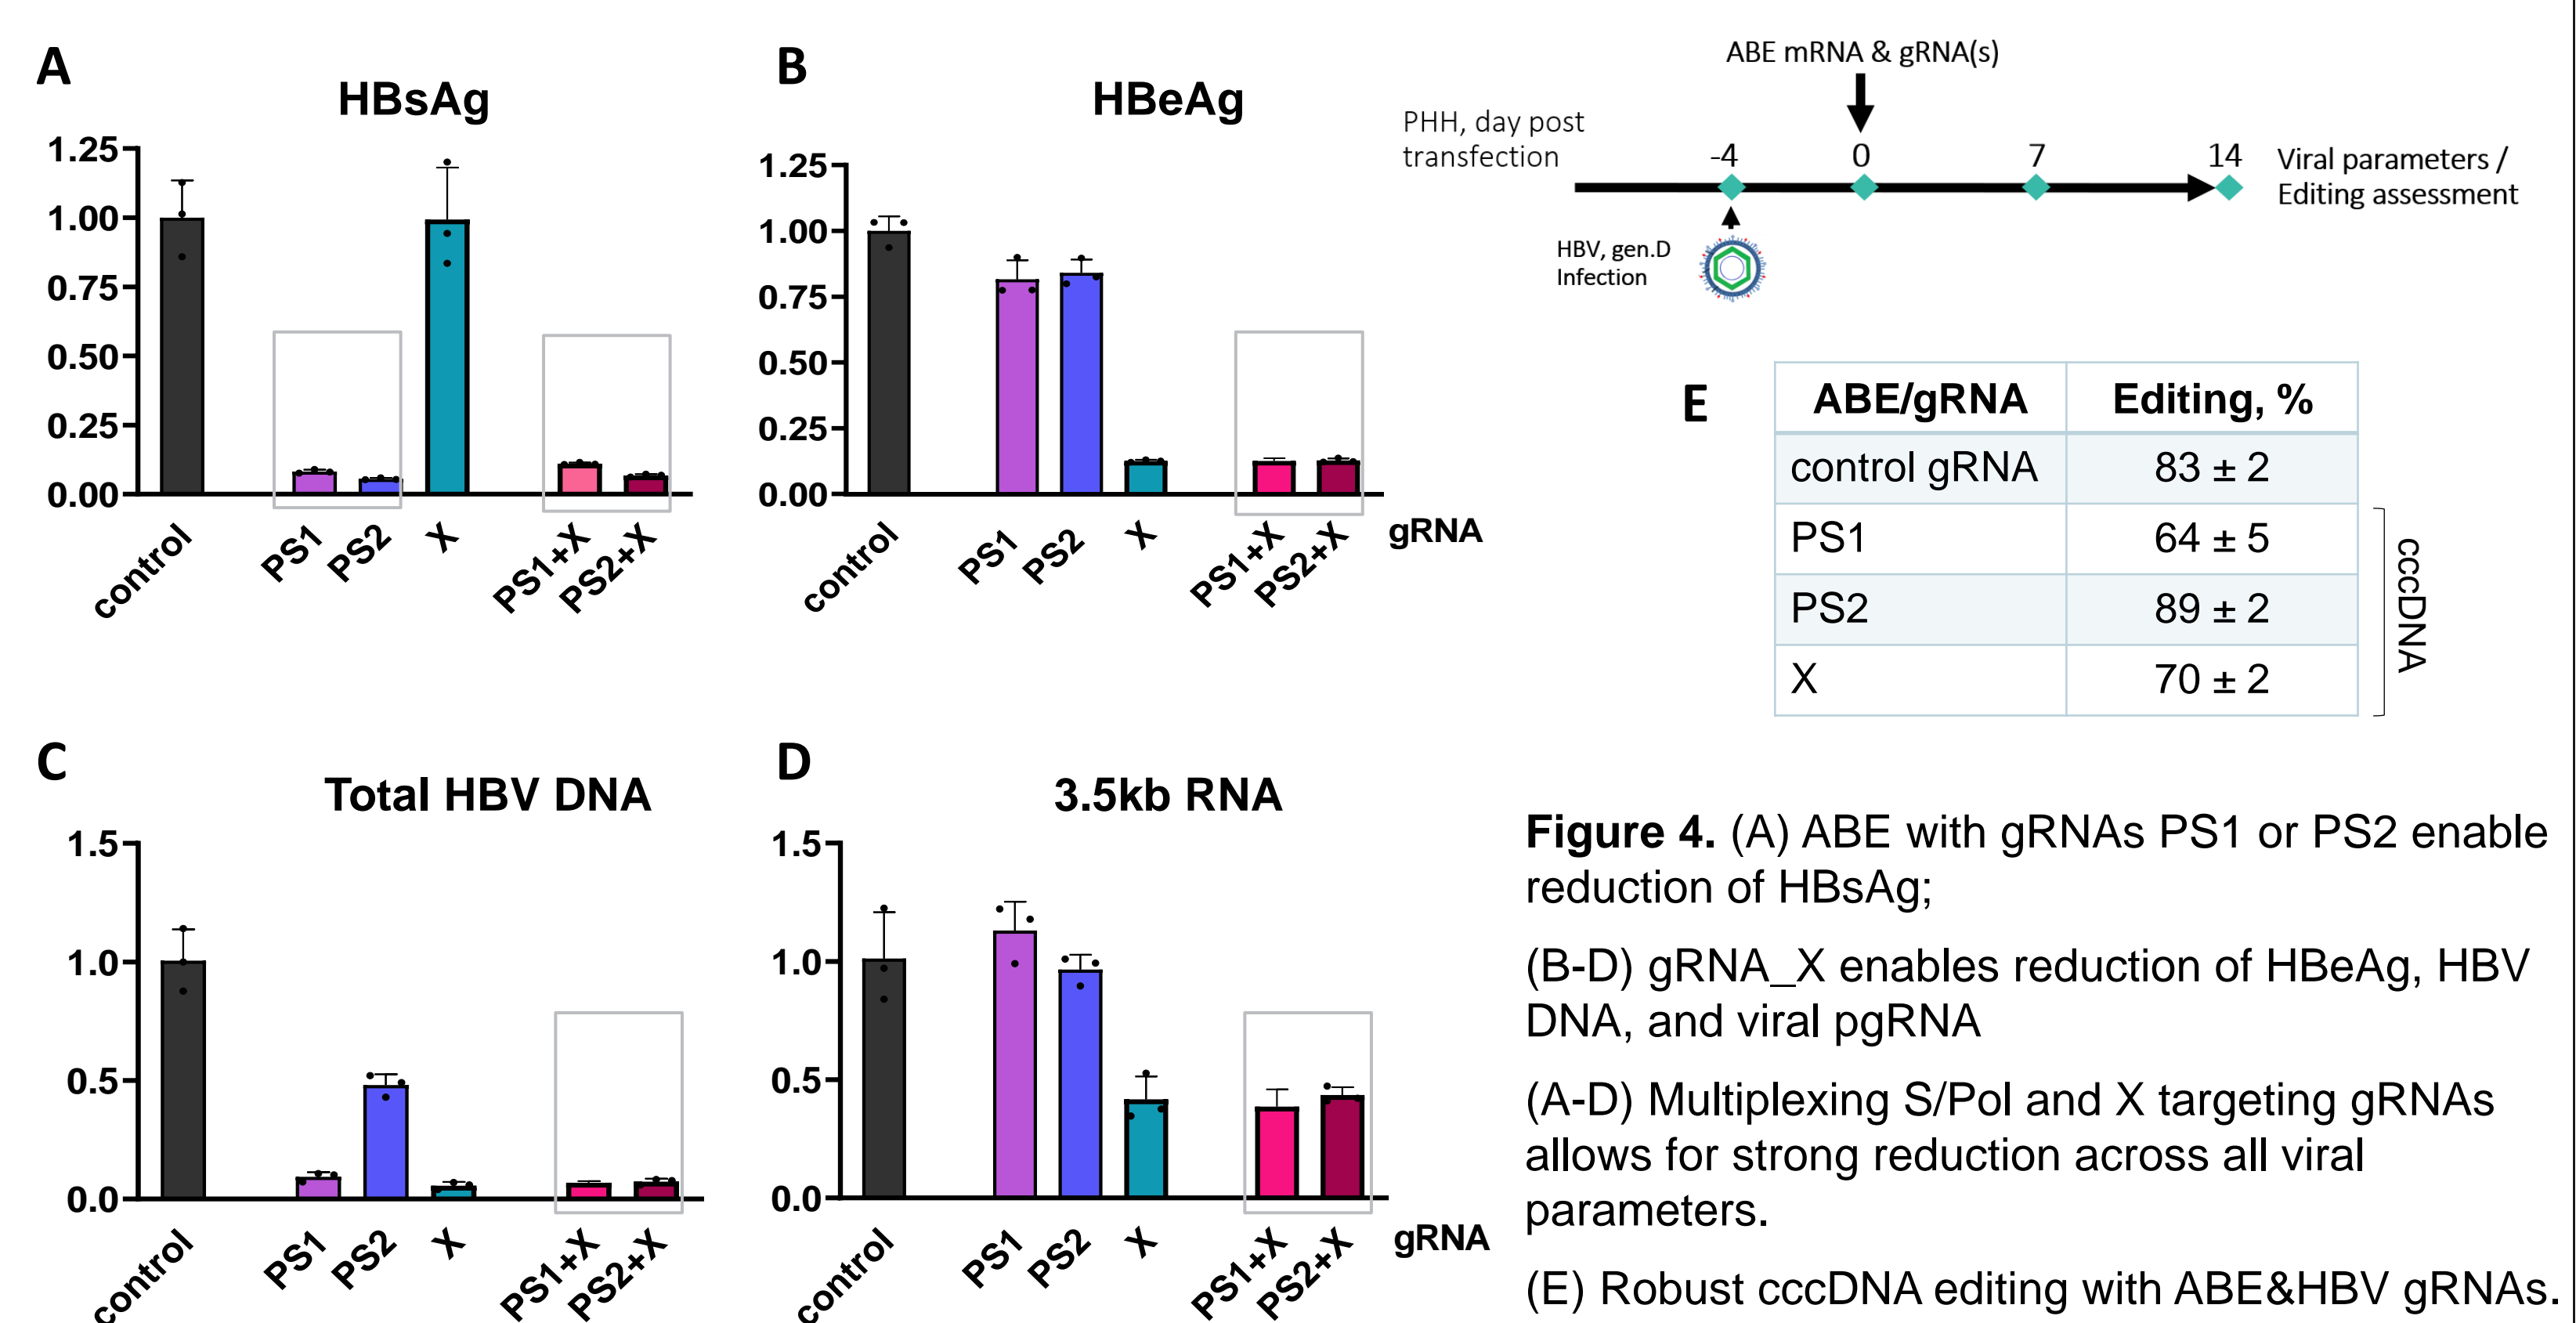 A
HBsAg
1.25
1.00
0.75
0.50
0.25
0.00
control
PS1
PS2
X
PS1+X
PS2+X
B
HBeAg
1.25
1.00
0.75
0.50
0.25
0.00
control
PS1
PS2
X
PS1+X
PS2+X
gRNA
ABE mRNA & gRNA(s)
PHH, day post
transfection
-4
0
7
14
Viral parameters /
Editing assessment
HBV, gen.D
Infection
E
ABE/gRNA Editing, %
control gRNA 83 ± 2
PS1 64 ± 5
PS2 89 ± 2
X 70 ± 2
cccDNA
C
Total HBV DNA
1.5
1.0
0.5
0.0
control
PS1
PS2
X
PS1+X
PS2+X
D
3.5kb RNA
1.5
1.0
0.5
0.0
control
PS1
PS2
X
PS1+X
PS2+X
gRNA
Figure 4. (A) ABE with gRNAs PS1 or PS2 enable
reduction of HBsAg;
(B-D) gRNA_X enables reduction of HBeAg, HBV
DNA, and viral pgRNA
(A-D) Multiplexing S/Pol and X targeting gRNAs
allows for strong reduction across all viral
parameters.
(E) Robust cccDNA editing with ABE&HBV gRNAs.